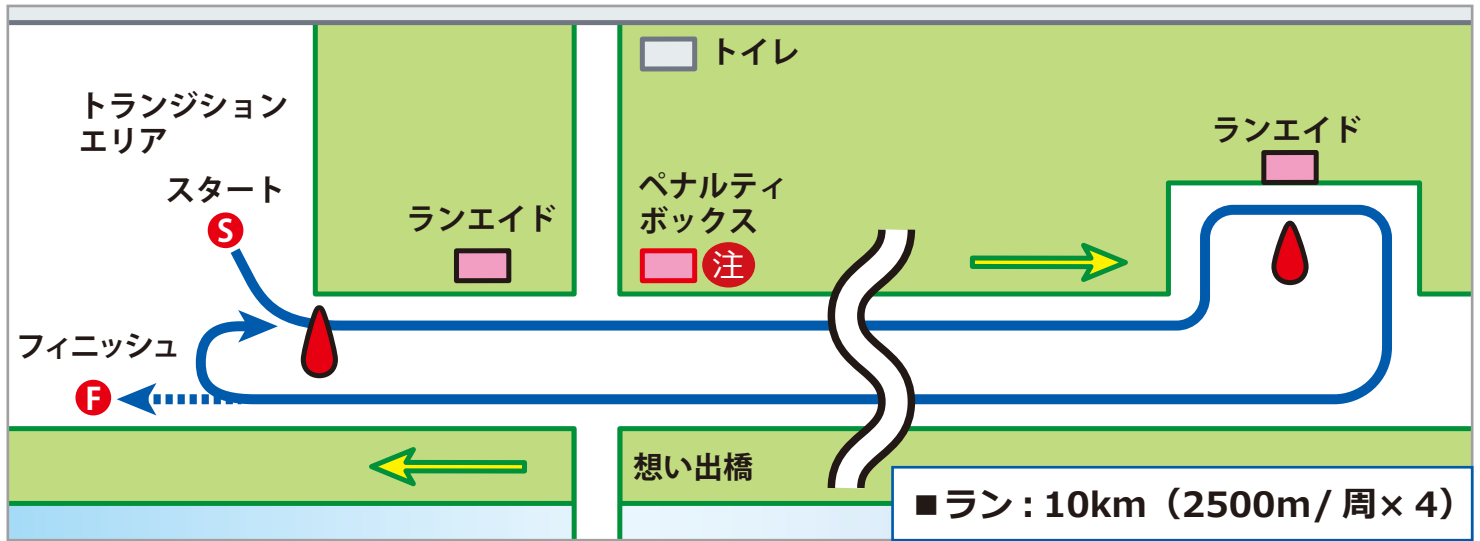 トイレ
トランジション
エリア
ランエイド
スタート
S
ランエイド
ペナルティ
ボックス
注
フィニッシュ
F
想い出橋
■ラン：10km（2500m/ 周× 4）